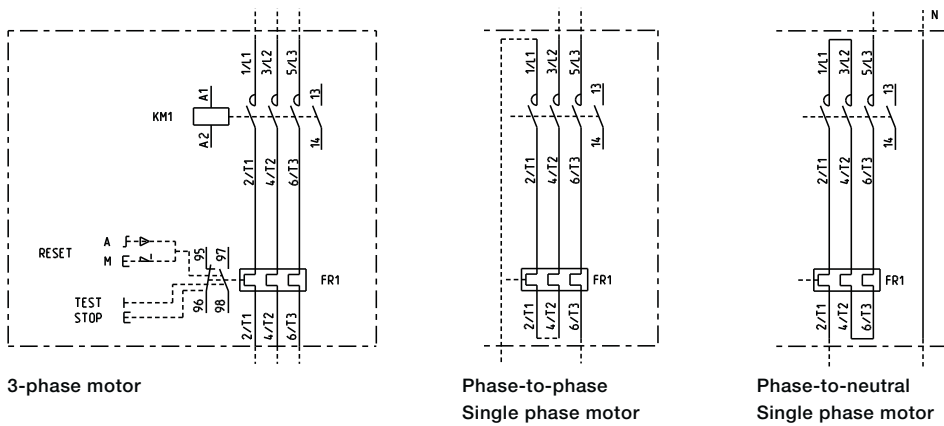 N
1/L1 3/L2 5/L3
A1
13
KM1
A2
14
2/T1 4/T2 6/T3
A
RESET
M
95 97
FR1
TEST
STOP
96 98
2/T1 4/T2 6/T3
3-phase motor
1/L1 3/L2 5/L3
13
14
2/T1 4/T2 6/T3
FR1
2/T1 4/T2 6/T3
Phase-to-phase
Single phase motor
1/L1 3/L2 5/L3
13
14
2/T1 4/T2 6/T3
FR1
2/T1 4/T2 6/T3
Phase-to-neutral
Single phase motor